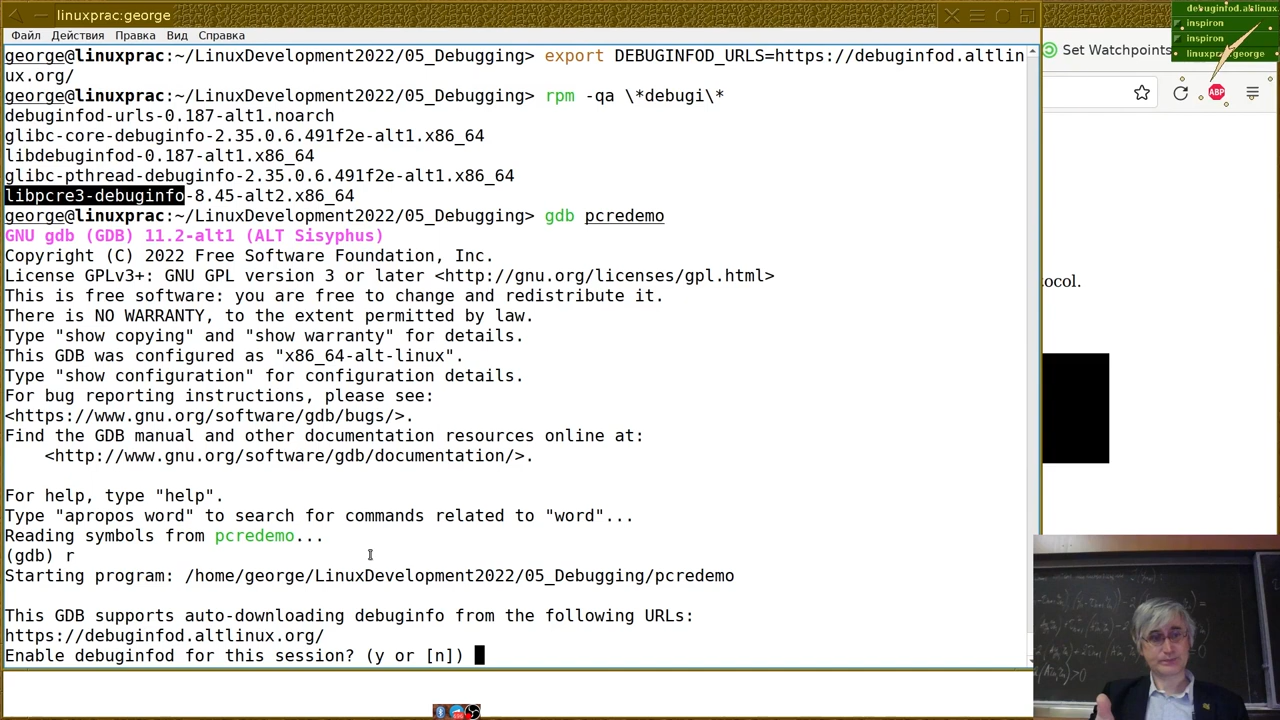 linuxprac:george
Файл Действия Правка Вид Справка
george@linuxprac:~/LinuxDevelopment2022/05_Debugging> export DEBUGINFOD_URLS=https://debuginfod.altlin
ux.org/
george@linuxprac:~/LinuxDevelopment2022/05_Debugging> rpm -qa \*debugi\*
debuginfod-urls-0.187-alt1.noarch
glibc-core-debuginfo-2.35.0.6.491f2e-alt1.x86_64
libdebuginfod-0.187-alt1.x86_64
glibc-pthread-debuginfo-2.35.0.6.491f2e-alt1.x86_64
libpcre3-debuginfo-8.45-alt2.x86_64
george@linuxprac:~/LinuxDevelopment2022/05_Debugging> gdb pcredemo
GNU gdb (GDB) 11.2-alt1 (ALT Sisyphus)
Copyright (C) 2022 Free Software Foundation, Inc.
License GPLv3+: GNU GPL version 3 or later <http://gnu.org/licenses/gpl.html>
This is free software: you are free to change and redistribute it.
There is NO WARRANTY, to the extent permitted by law.
Type "show copying" and "show warranty" for details.
This GDB was configured as "x86_64-alt-linux".
Type "show configuration" for configuration details.
For bug reporting instructions, please see:
<https://www.gnu.org/software/gdb/bugs/>.
Find the GDB manual and other documentation resources online at:
    <http://www.gnu.org/software/gdb/documentation/>.
For help, type "help".
Type "apropos word" to search for commands related to "word"...
Reading symbols from pcredemo...
(gdb) r
Starting program: /home/george/LinuxDevelopment2022/05_Debugging/pcredemo
This GDB supports auto-downloading debuginfo from the following URLs:
https://debuginfod.altlinux.org/
Enable debuginfod for this session? (y or [n])
debuginfod.altlinux.
inspiron
inspiron
linuxprac:george
Set Watchpoints
ABP
ocol.